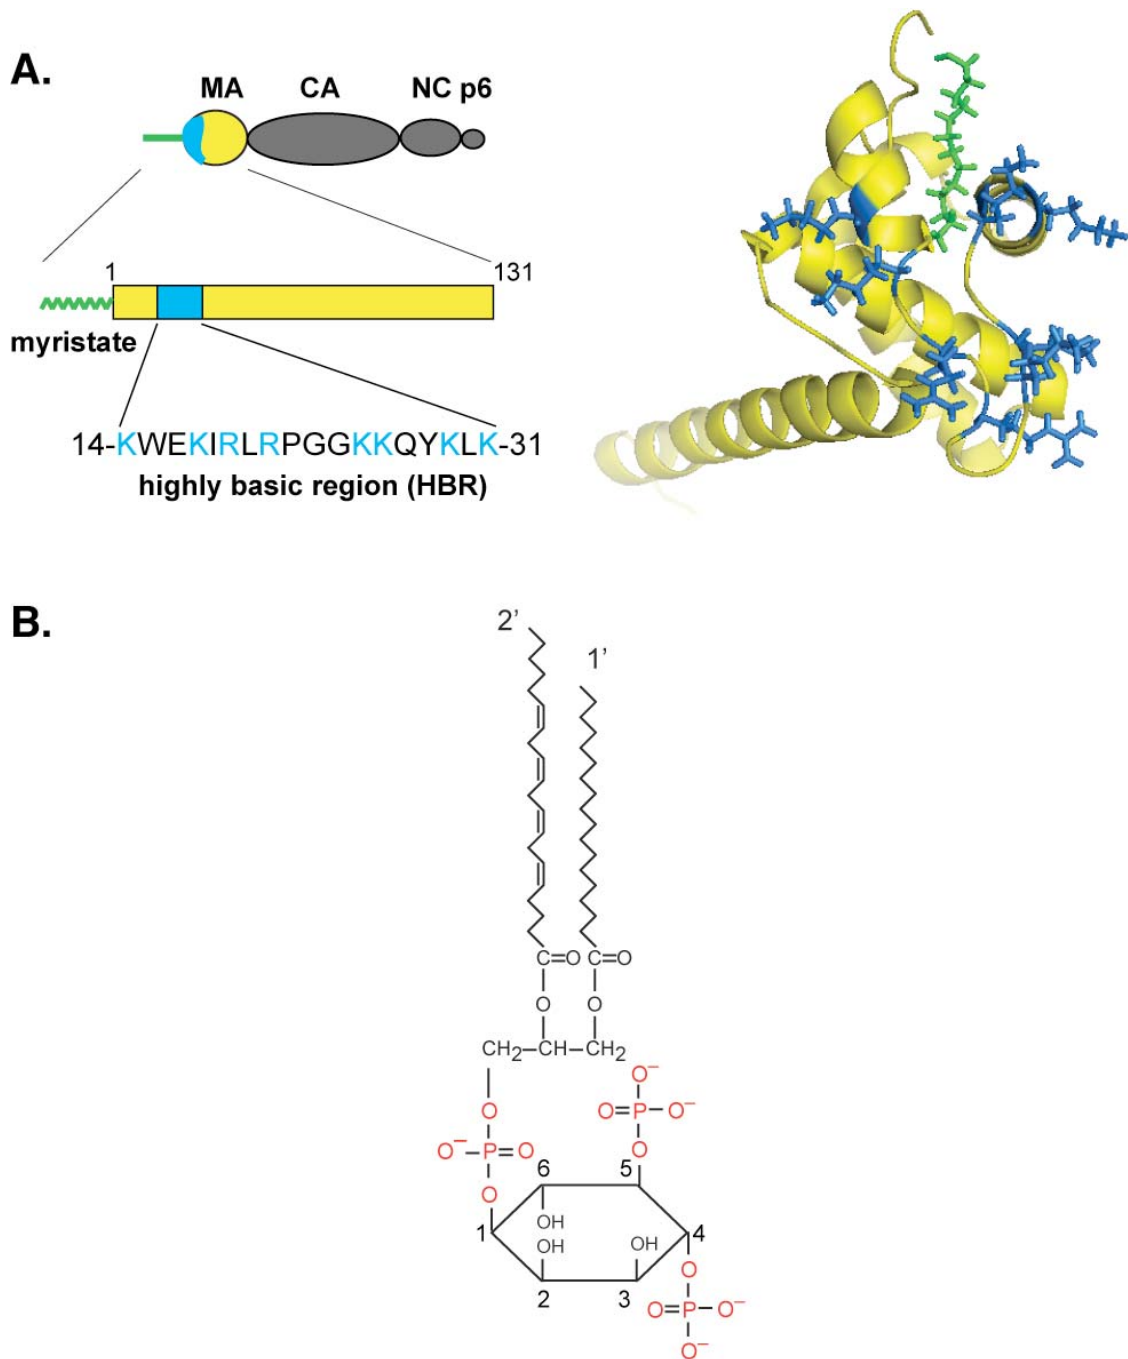 A.
MA CA NC p6
1 131
myristate
14-KWEKIRLRPGGKKQYKLK-31
highly basic region (HBR)
B.
2’
1’
C=O C=O
O O
CH2–CH–CH2
O–
O O=P–O–
O––P=O O
6 5
O
OH
1 4
OH OH
O
2 3
O=P–O–
O–